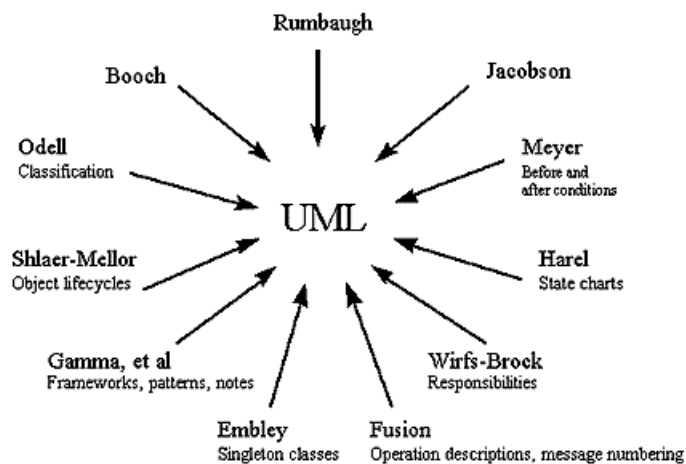 Rumbaugh
Booch
Jacobson
Odell
Classification
Meyer
Before and
after conditions
UML
Shlaer-Mellor
Object lifecycles
Harel
State charts
Gamma, et al
Frameworks, patterns, notes
Wirfs-Brock
Responsibilities
Embley
Singleton classes
Fusion
Operation descriptions, message numbering